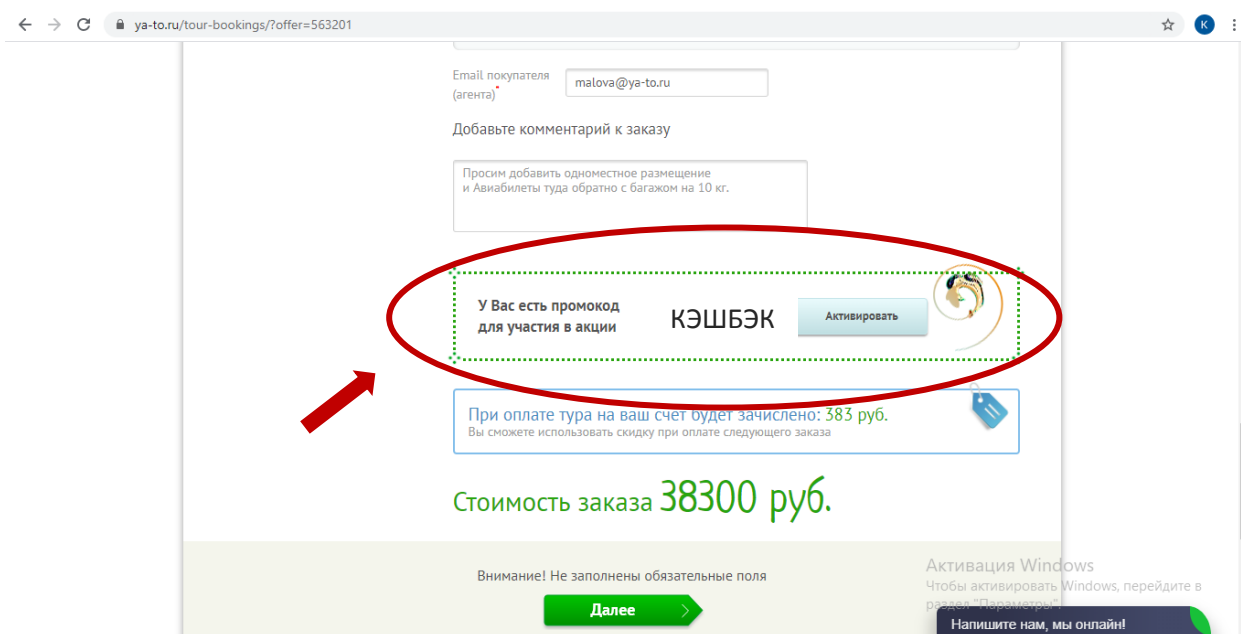 ya-to.ru/tour-bookings/?offer=563201
К
Email покупателя
(агента)*
malova@ya-to.ru
Добавьте комментарий к заказу
Просим добавить одноместное размещение
и Авиабилеты туда обратно с багажом на 10 кг.
У Вас есть промокод
для участия в акции
КЭШБЭК
Активировать
При оплате тура на ваш счет будет зачислено: 383 руб.
Вы сможете использовать скидку при оплате следующего заказа
Стоимость заказа 38300 руб.
Внимание! Не заполнены обязательные поля
Далее
Активация Windows
Чтобы активировать Windows, перейдите в
раздел "Параметры".
Напишите нам, мы онлайн!